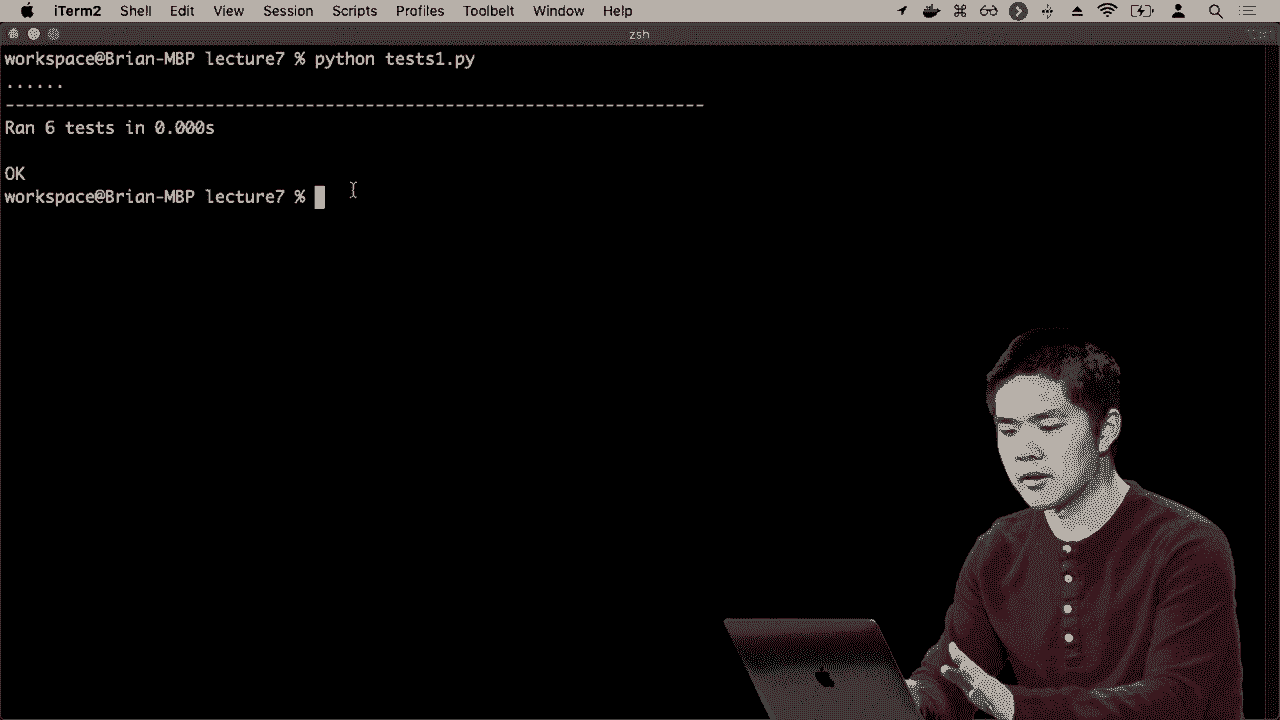 iTerm2 Shell Edit View Session Scripts Profiles Toolbelt Window Help
zsh
workspace@Brian-MBP lecture7 % python tests1.py
......
----------------------------------------------------------------------
Ran 6 tests in 0.000s
OK
workspace@Brian-MBP lecture7 %